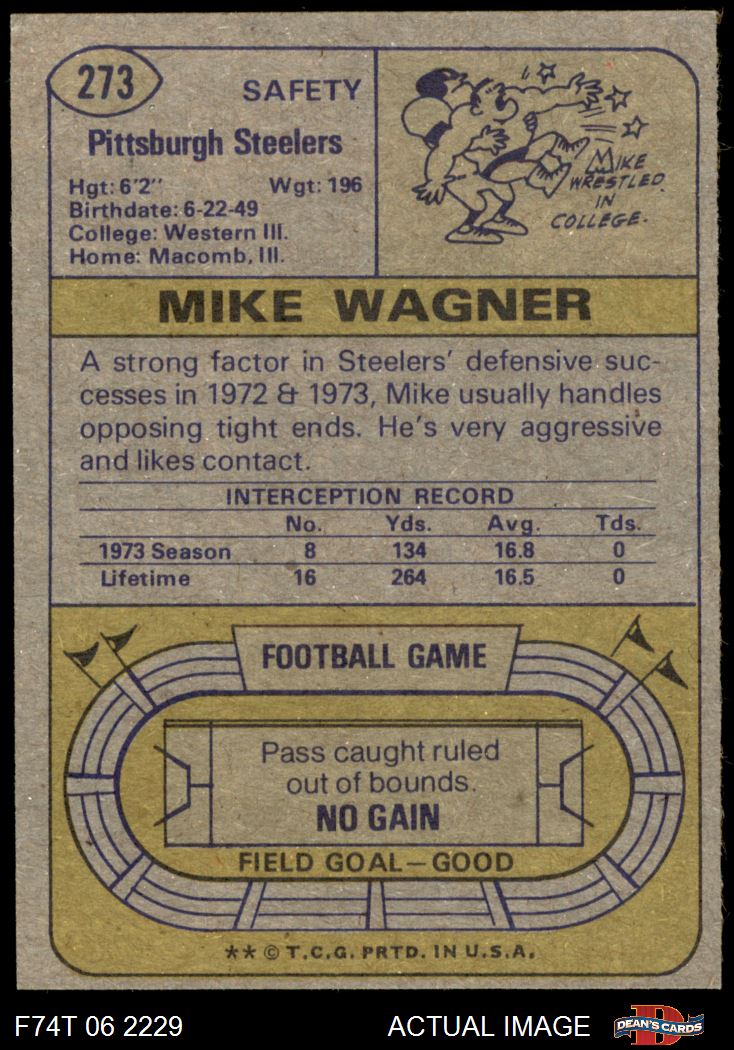 273
SAFETY
Pittsburgh Steelers
Hgt: 6'2" Wgt: 196
Birthdate: 6-22-49
College: Western Ill.
Home: Macomb, Ill.
MIKE
WRESTLED
IN
COLLEGE.
MIKE WAGNER
A strong factor in Steelers' defensive suc-
cesses in 1972 & 1973, Mike usually handles
opposing tight ends. He's very aggressive
and likes contact.
INTERCEPTION RECORD
No. Yds. Avg. Tds.
1973 Season 8 134 16.8 0
Lifetime 16 264 16.5 0
FOOTBALL GAME
Pass caught ruled
out of bounds.
NO GAIN
FIELD GOAL—GOOD
** © T.C.G. PRTD. IN U.S.A.
F74T 06 2229 ACTUAL IMAGE DEAN'S CARDS